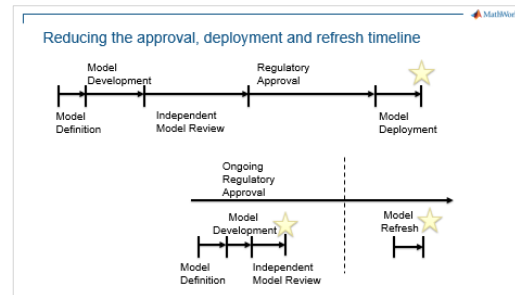 MathWor
Reducing the approval, deployment and refresh timeline
Model
Development
Regulatory
Approval
Model
Definition
Independent
Model Review
Model
Deployment
Ongoing
Regulatory
Approval
Model
Development
Model
Refresh
Model
Definition
Independent
Model Review